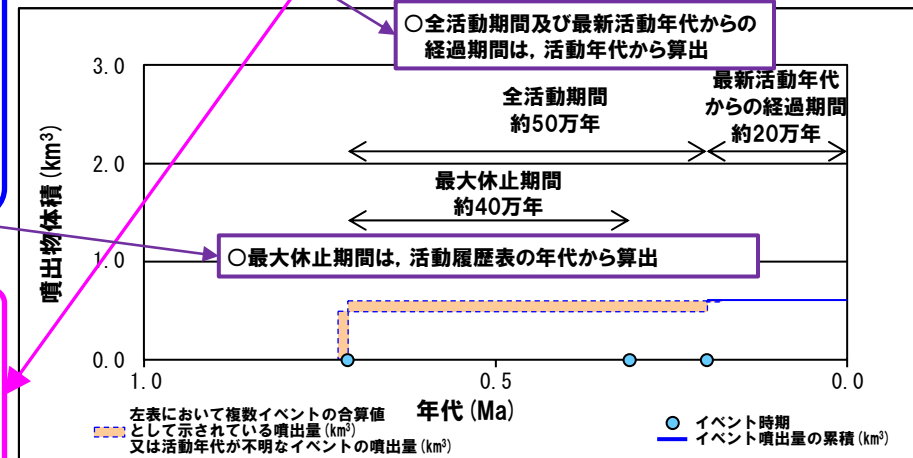 ○全活動期間及び最新活動年代からの
経過期間は，活動年代から算出
3.0
2.0
1.0
0.0
噴出物体積(km³)
全活動期間
約50万年
最新活動年代
からの経過期間
約20万年
最大休止期間
約40万年
○最大休止期間は，活動履歴表の年代から算出
1.0
0.5
0.0
年代(Ma)
左表において複数イベントの合算値
として示されている噴出量(km³)
又は活動年代が不明なイベントの噴出量(km³)
イベント時期
イベント噴出量の累積(km³)